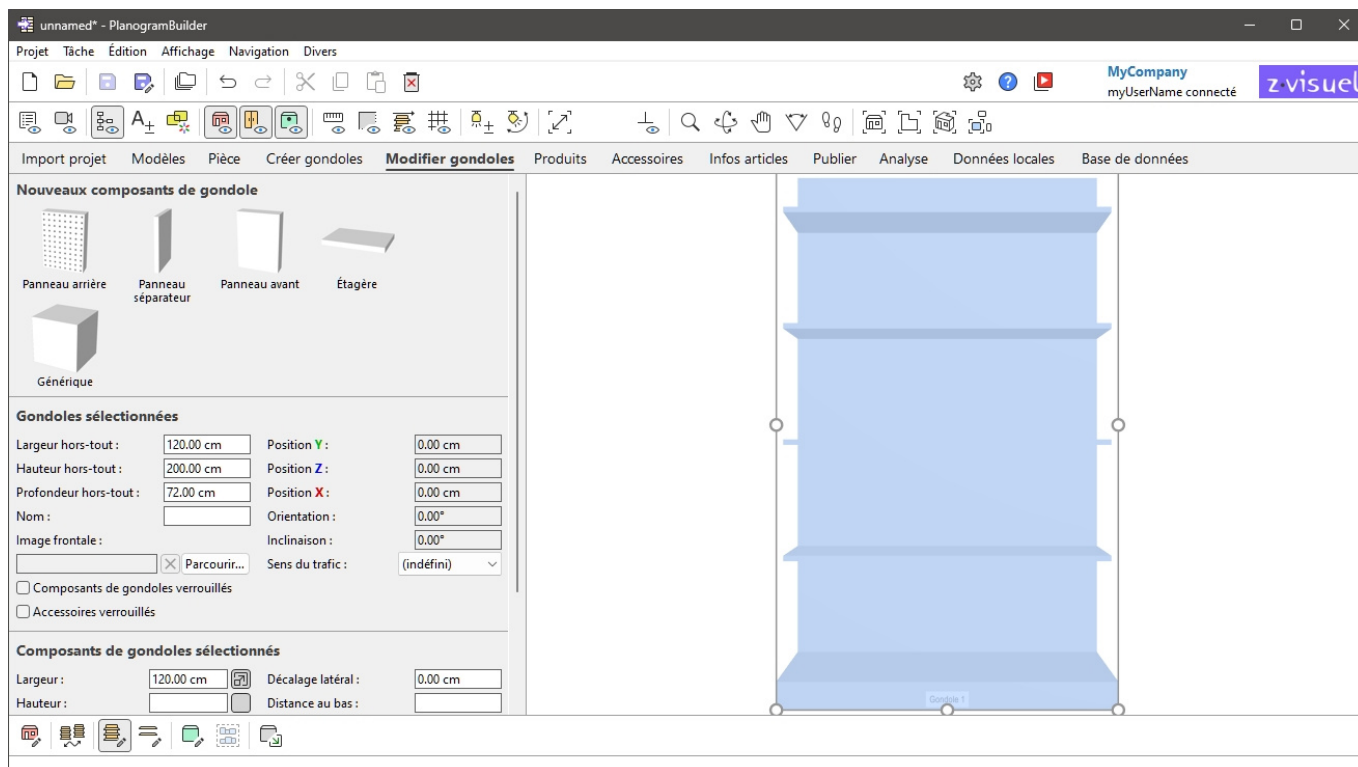 unnamed* - PlanogramBuilder
Projet Tâche Édition Affichage Navigation Divers
MyCompany
myUserName connecté
z·visuel
Import projet Modèles Pièce Créer gondoles Modifier gondoles Produits Accessoires Infos articles Publier Analyse Données locales Base de données
Nouveaux composants de gondole
Panneau arrière
Panneau séparateur
Panneau avant
Étagère
Générique
Gondoles sélectionnées
Largeur hors-tout : 120.00 cm Position Y : 0.00 cm
Hauteur hors-tout : 200.00 cm Position Z : 0.00 cm
Profondeur hors-tout : 72.00 cm Position X : 0.00 cm
Nom : Orientation : 0.00°
Image frontale : Inclinaison : 0.00°
Parcourir... Sens du trafic : (indéfini)
Composants de gondoles verrouillés
Accessoires verrouillés
Composants de gondoles sélectionnés
Largeur : 120.00 cm Décalage latéral : 0.00 cm
Hauteur : Distance au bas :
Gondole 1